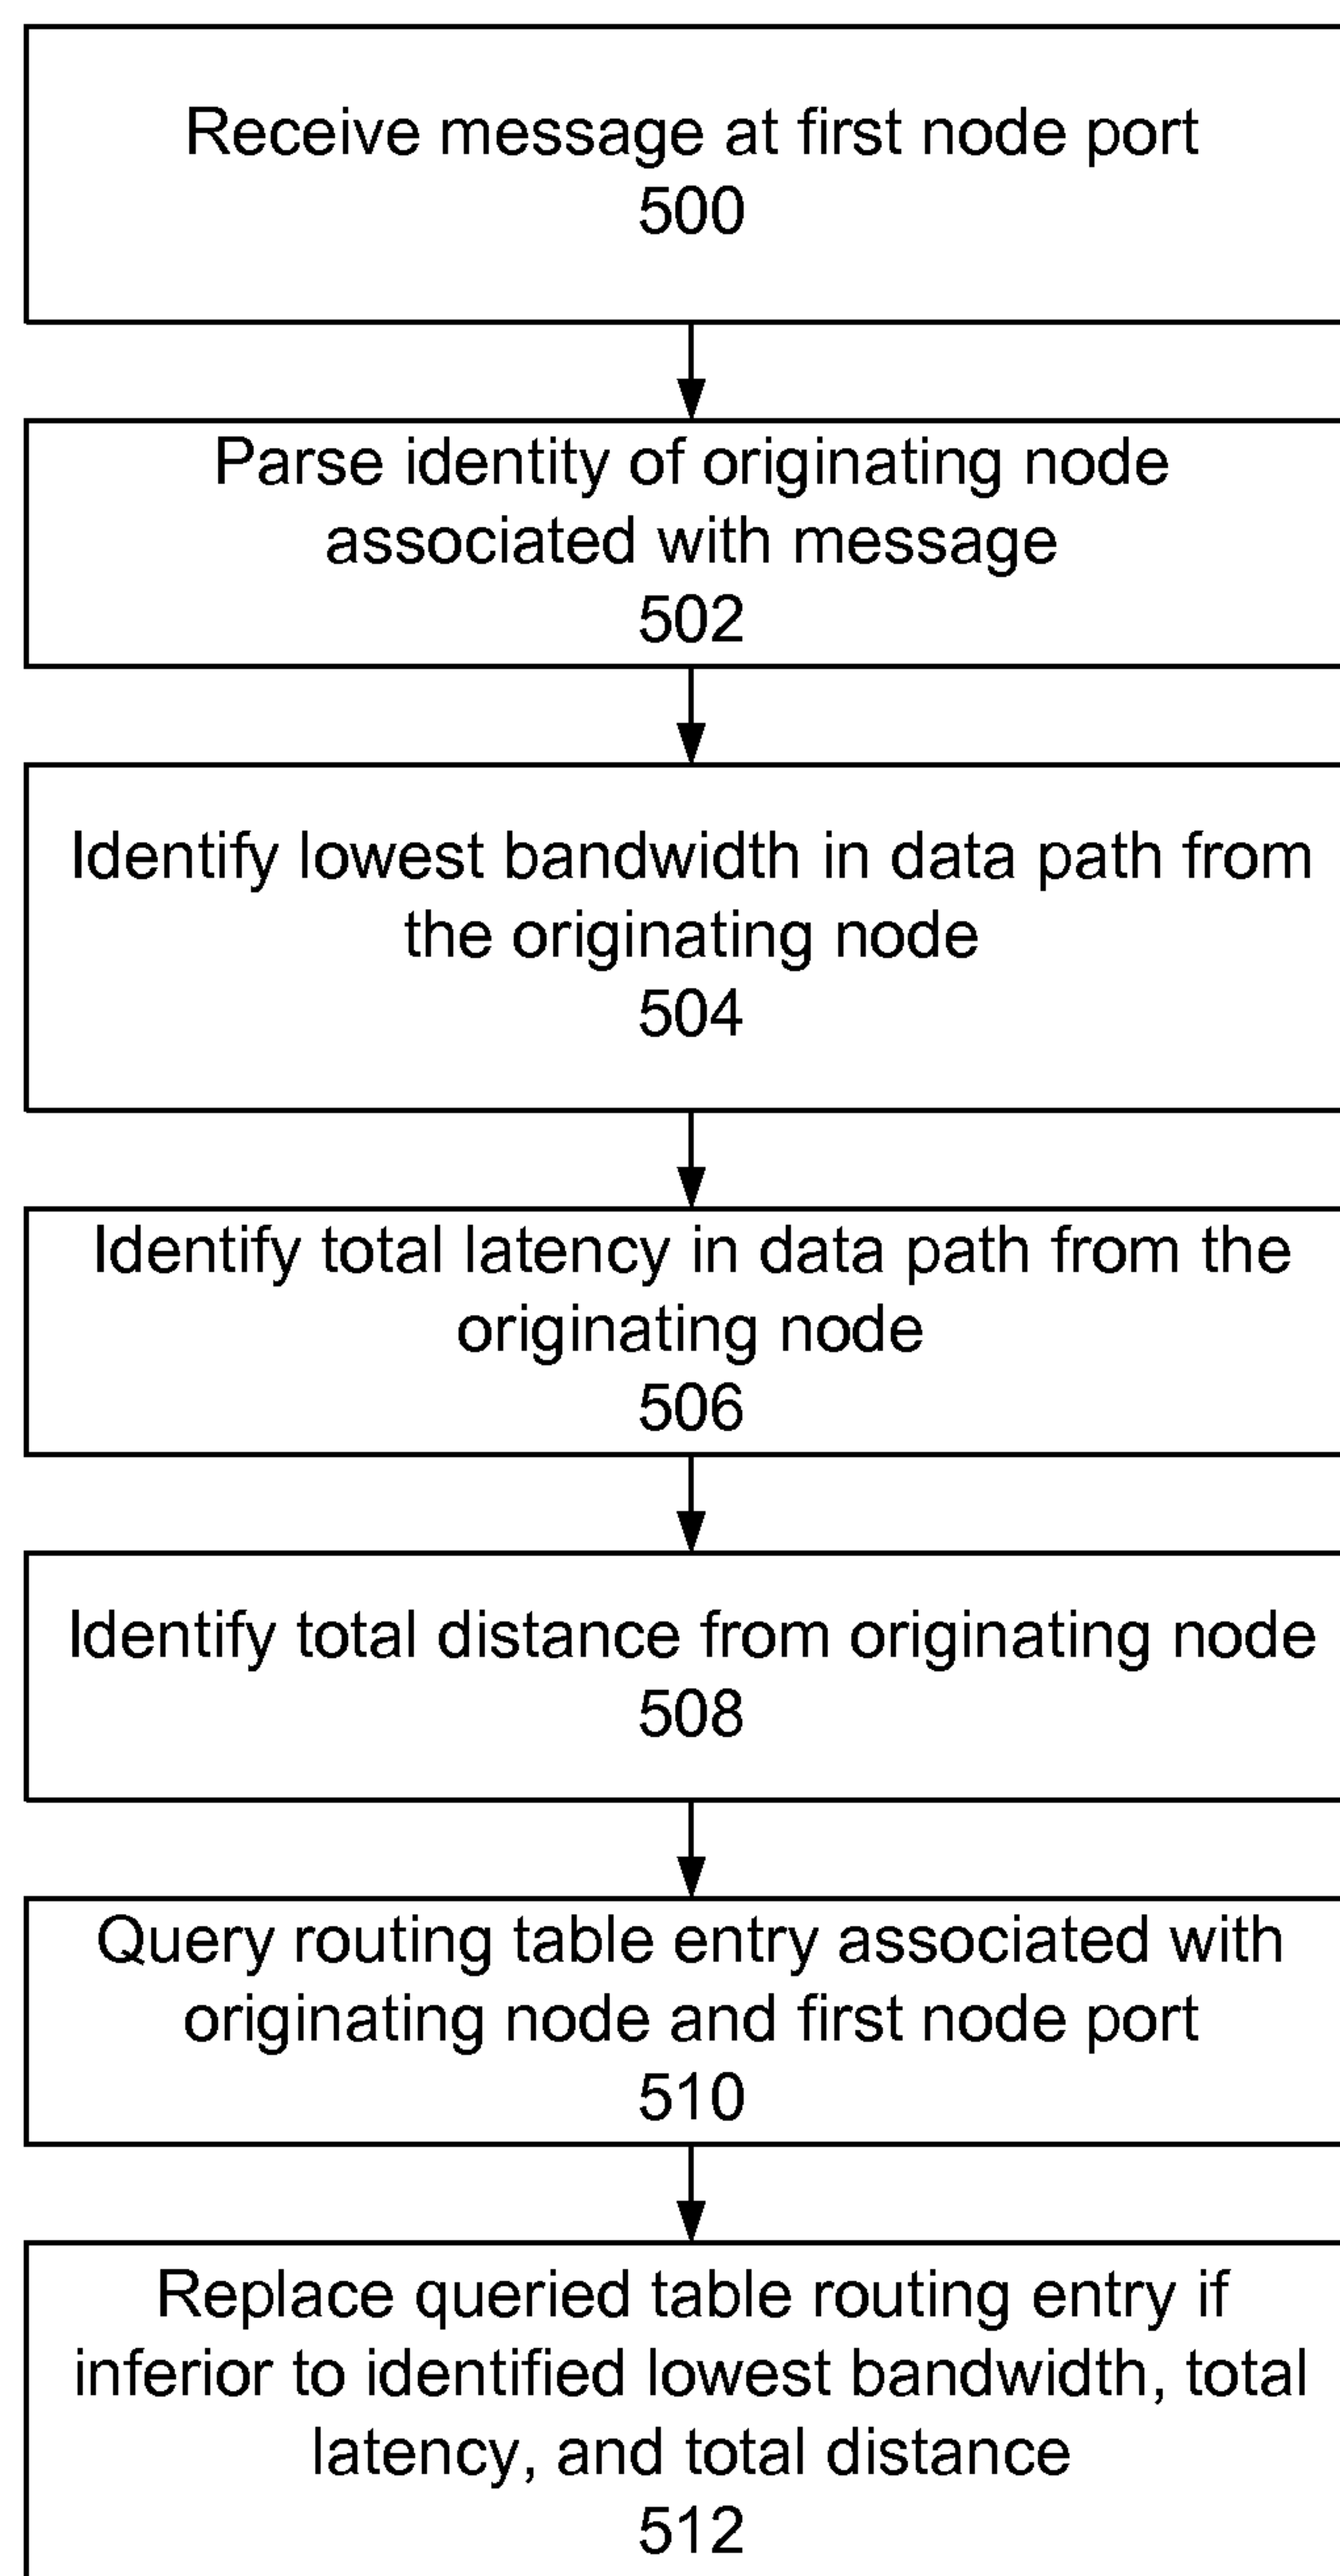 Receive message at first node port
500
Parse identity of originating node
associated with message
502
Identify lowest bandwidth in data path from
the originating node
504
Identify total latency in data path from the
originating node
506
Identify total distance from originating node
508
Query routing table entry associated with
originating node and first node port
510
Replace queried table routing entry if
inferior to identified lowest bandwidth, total
latency, and total distance
512